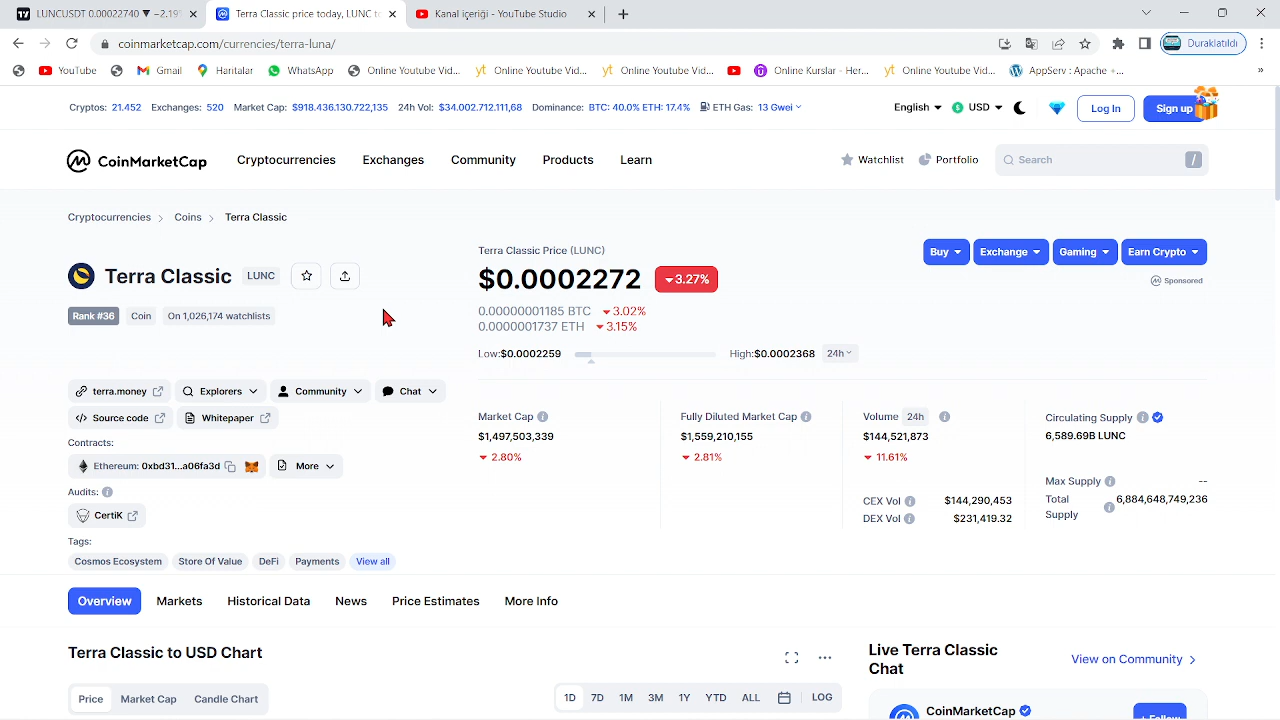 LUNCUSDT 0.00022740 ▼ −2.19%
Terra Classic price today, LUNC to
Kanal içeriği - YouTube Studio
coinmarketcap.com/currencies/terra-luna/
Duraklatıldı
YouTube
Gmail
Haritalar
WhatsApp
Online Youtube Vid...
Online Youtube Vid...
Online Youtube Vid...
Online Kurslar - Her...
Online Youtube Vid...
AppServ : Apache +...
»
Cryptos: 21.452 Exchanges: 520 Market Cap: $918.436.130.722,135 24h Vol: $34.002.712.111,68 Dominance: BTC: 40.0% ETH: 17.4% ETH Gas: 13 Gwei
English USD Log In Sign up
CoinMarketCap
Cryptocurrencies Exchanges Community Products Learn
Watchlist Portfolio Search /
Cryptocurrencies > Coins > Terra Classic
Terra Classic LUNC
Rank #36 Coin On 1,026,174 watchlists
Terra Classic Price (LUNC)
$0.0002272 3.27%
0.00000001185 BTC 3.02%
0.0000001737 ETH 3.15%
Low:$0.0002259 High:$0.0002368 24h
Buy Exchange Gaming Earn Crypto
Sponsored
terra.money Explorers Community Chat
Source code Whitepaper
Contracts:
Ethereum: 0xbd31...a06fa3d More
Audits:
CertiK
Tags:
Cosmos Ecosystem Store Of Value DeFi Payments View all
Market Cap
$1,497,503,339
2.80%
Fully Diluted Market Cap
$1,559,210,155
2.81%
Volume 24h
$144,521,873
11.61%
CEX Vol $144,290,453
DEX Vol $231,419.32
Circulating Supply
6,589.69B LUNC
Max Supply --
Total Supply 6,884,648,749,236
Overview Markets Historical Data News Price Estimates More Info
Terra Classic to USD Chart
Price Market Cap Candle Chart
1D 7D 1M 3M 1Y YTD ALL LOG
Live Terra Classic
Chat
View on Community >
CoinMarketCap
+ Follow